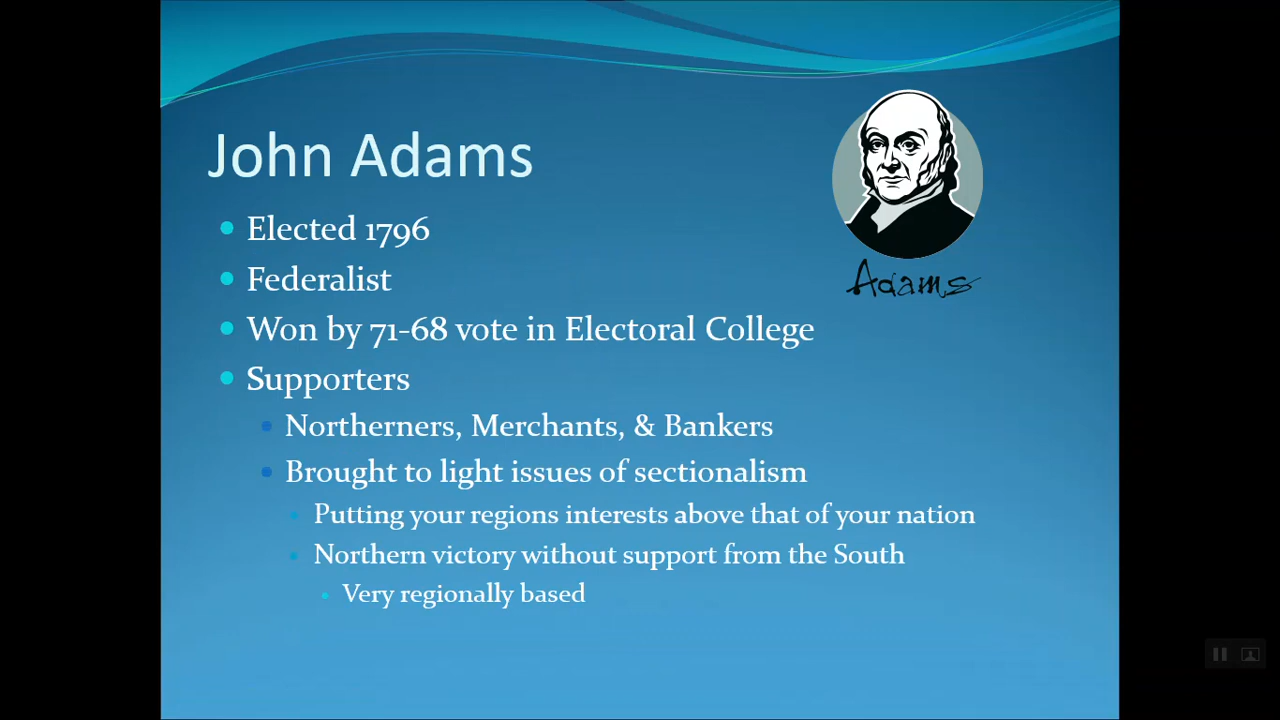 John Adams
Elected 1796
Federalist
Won by 71-68 vote in Electoral College
Supporters
Northerners, Merchants, & Bankers
Brought to light issues of sectionalism
Putting your regions interests above that of your nation
Northern victory without support from the South
Very regionally based
Adams